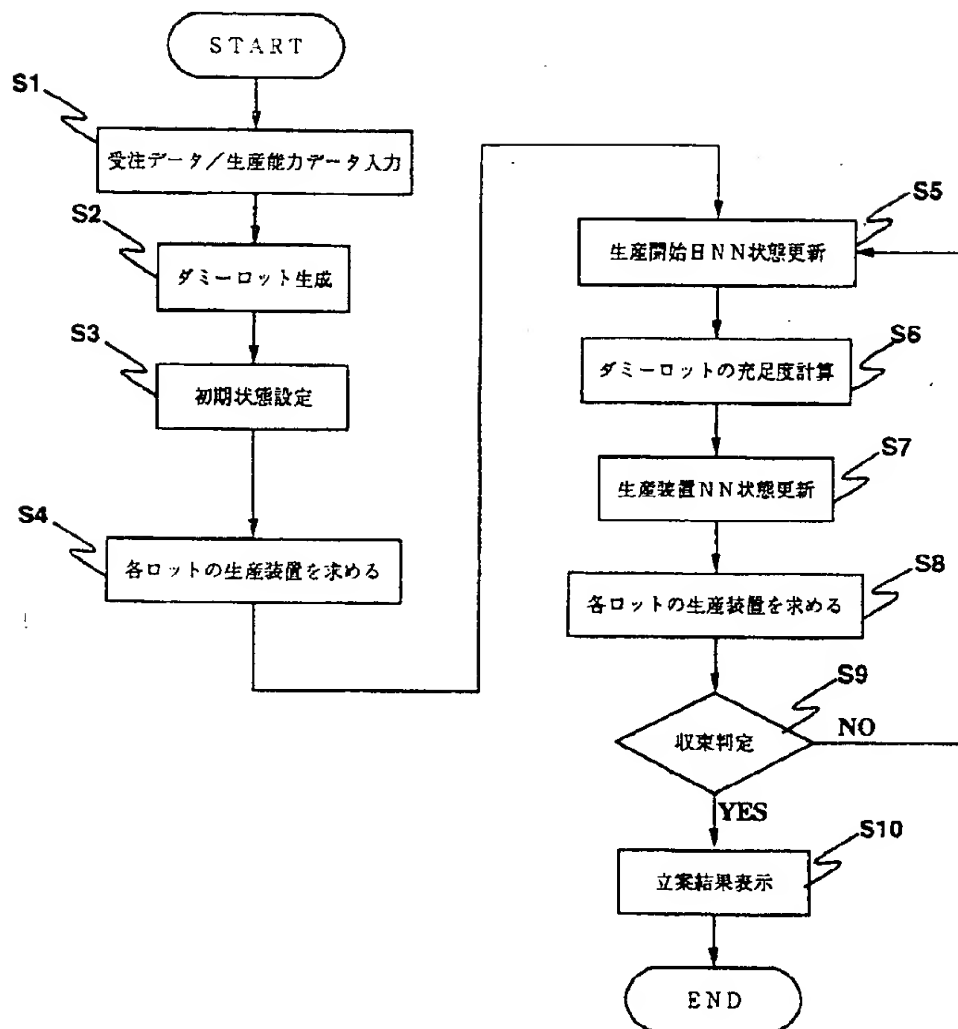 START
S1
受注データ／生産能力データ入力
S2
ダミーロット生成
S3
初期状態設定
S4
各ロットの生産装置を求める
S5
生産開始日NN状態更新
S6
ダミーロットの充足度計算
S7
生産装置NN状態更新
S8
各ロットの生産装置を求める
S9
収束判定
NO
YES
S10
立案結果表示
END